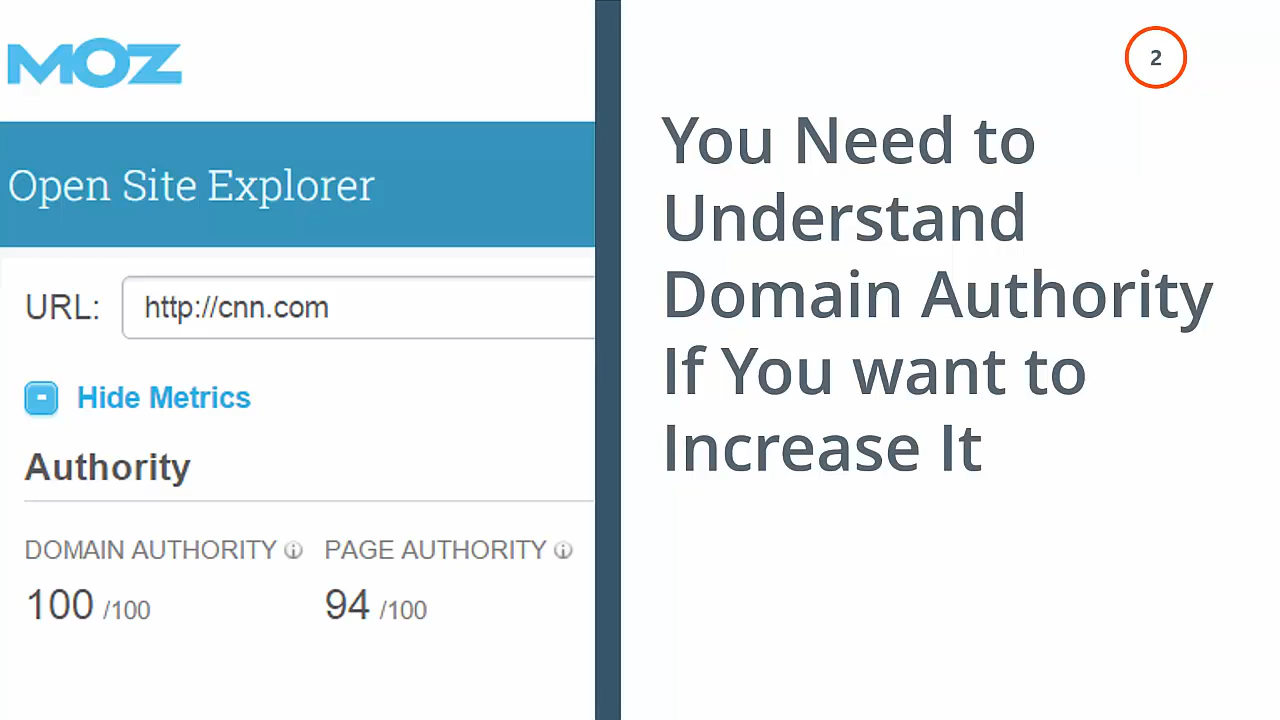 MOZ
Open Site Explorer
URL: http://cnn.com
- Hide Metrics
Authority
DOMAIN AUTHORITY i PAGE AUTHORITY i
100 /100 94 /100
2
You Need to
Understand
Domain Authority
If You want to
Increase It